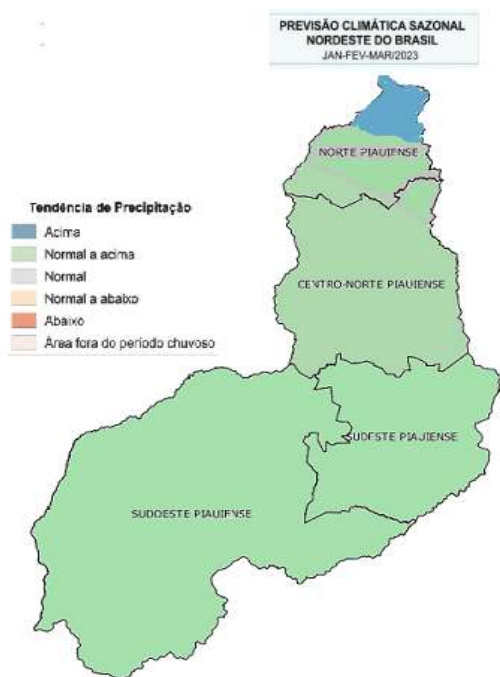 PREVISÃO CLIMÁTICA SAZONAL
NORDESTE DO BRASIL
JAN-FEV-MAR/2023
NORTE PIAUIENSE
Tendência de Precipitação
Acima
Normal a acima
Normal
Normal a abaixo
Abaixo
Área fora do período chuvoso
CENTRO-NORTE PIAUIENSE
SUDESTE PIAUIENSE
SUDOESTE PIAUIENSE